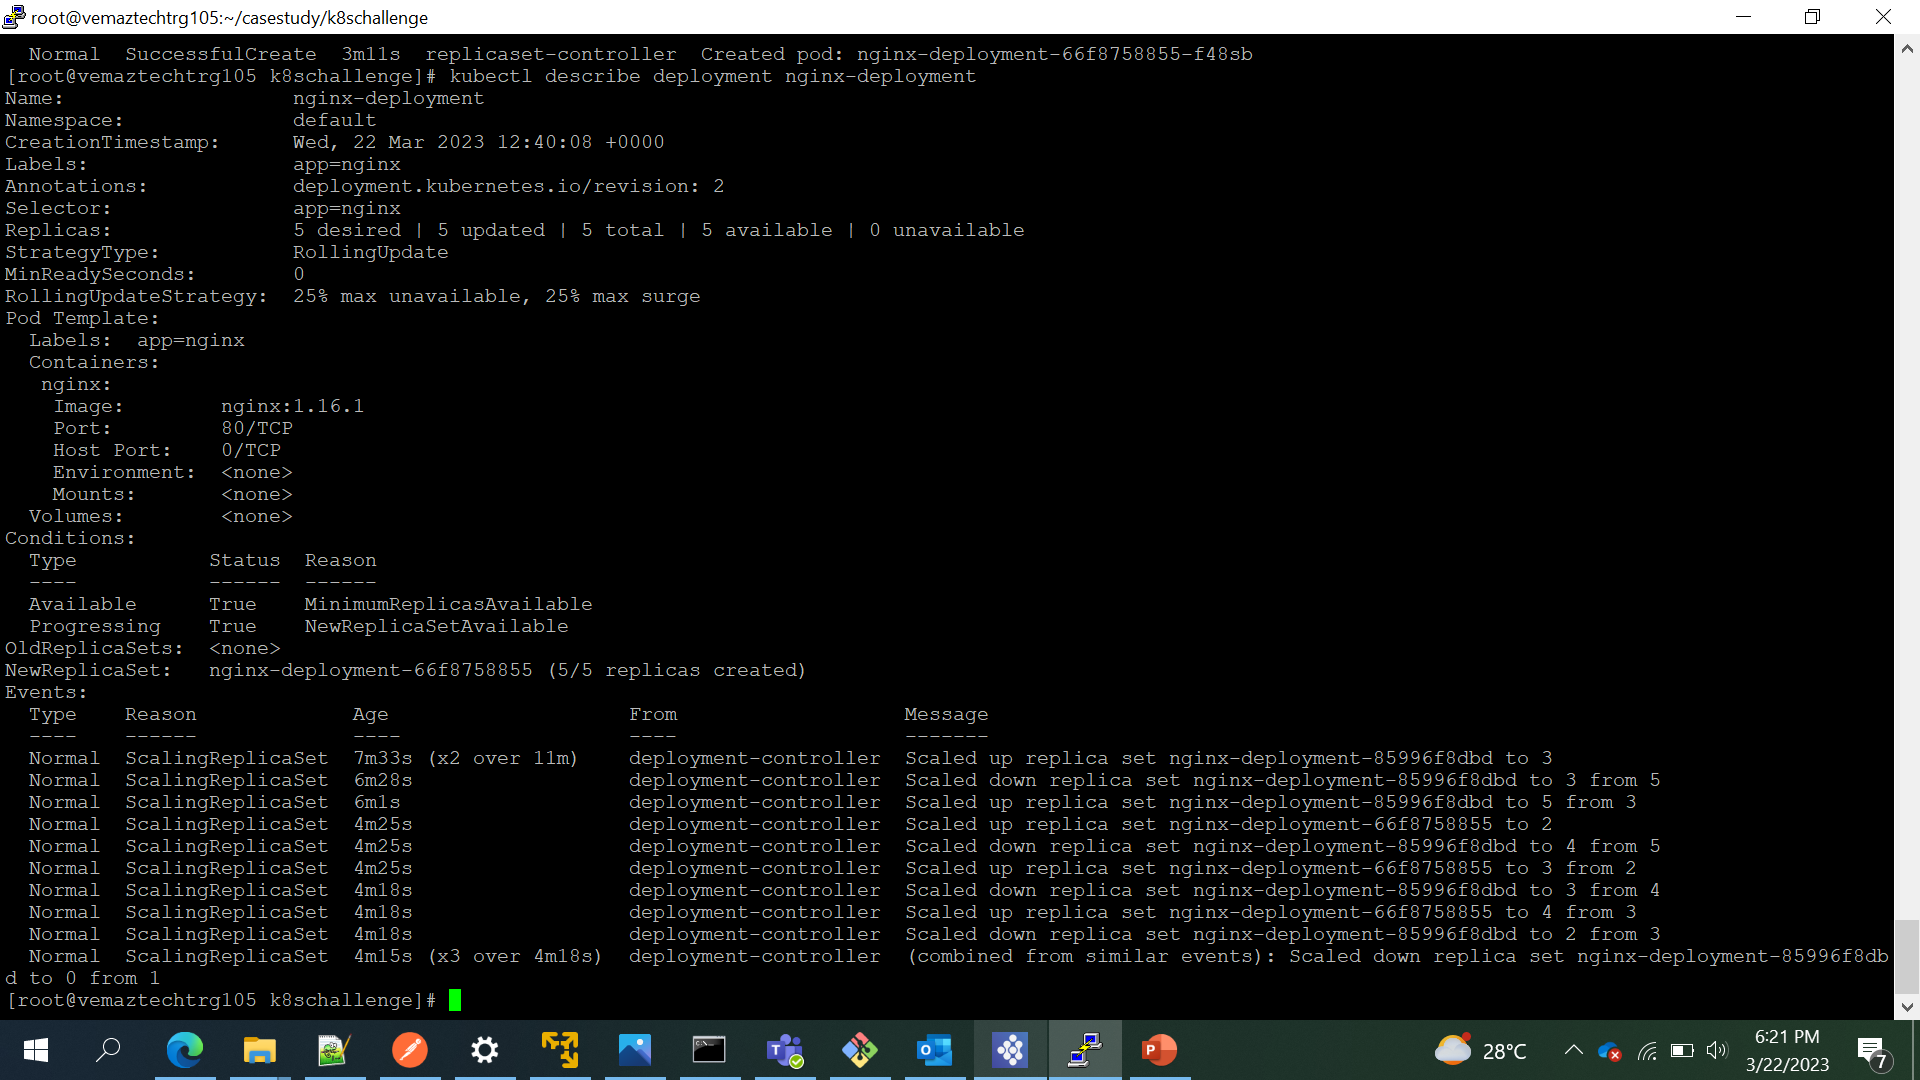 root@vemaztechtrg105:~/casestudy/k8schallenge
  Normal  SuccessfulCreate  3m11s  replicaset-controller  Created pod: nginx-deployment-66f8758855-f48sb
[root@vemaztechtrg105 k8schallenge]# kubectl describe deployment nginx-deployment
Name:                   nginx-deployment
Namespace:              default
CreationTimestamp:      Wed, 22 Mar 2023 12:40:08 +0000
Labels:                 app=nginx
Annotations:            deployment.kubernetes.io/revision: 2
Selector:               app=nginx
Replicas:               5 desired | 5 updated | 5 total | 5 available | 0 unavailable
StrategyType:           RollingUpdate
MinReadySeconds:        0
RollingUpdateStrategy:  25% max unavailable, 25% max surge
Pod Template:
  Labels:  app=nginx
  Containers:
   nginx:
    Image:        nginx:1.16.1
    Port:         80/TCP
    Host Port:    0/TCP
    Environment:  <none>
    Mounts:       <none>
  Volumes:        <none>
Conditions:
  Type           Status  Reason
  ----           ------  ------
  Available      True    MinimumReplicasAvailable
  Progressing    True    NewReplicaSetAvailable
OldReplicaSets:  <none>
NewReplicaSet:   nginx-deployment-66f8758855 (5/5 replicas created)
Events:
  Type    Reason             Age                    From                   Message
  ----    ------             ----                   ----                   -------
  Normal  ScalingReplicaSet  7m33s (x2 over 11m)    deployment-controller  Scaled up replica set nginx-deployment-85996f8dbd to 3
  Normal  ScalingReplicaSet  6m28s                  deployment-controller  Scaled down replica set nginx-deployment-85996f8dbd to 3 from 5
  Normal  ScalingReplicaSet  6m1s                   deployment-controller  Scaled up replica set nginx-deployment-85996f8dbd to 5 from 3
  Normal  ScalingReplicaSet  4m25s                  deployment-controller  Scaled up replica set nginx-deployment-66f8758855 to 2
  Normal  ScalingReplicaSet  4m25s                  deployment-controller  Scaled down replica set nginx-deployment-85996f8dbd to 4 from 5
  Normal  ScalingReplicaSet  4m25s                  deployment-controller  Scaled up replica set nginx-deployment-66f8758855 to 3 from 2
  Normal  ScalingReplicaSet  4m18s                  deployment-controller  Scaled down replica set nginx-deployment-85996f8dbd to 3 from 4
  Normal  ScalingReplicaSet  4m18s                  deployment-controller  Scaled up replica set nginx-deployment-66f8758855 to 4 from 3
  Normal  ScalingReplicaSet  4m18s                  deployment-controller  Scaled down replica set nginx-deployment-85996f8dbd to 2 from 3
  Normal  ScalingReplicaSet  4m15s (x3 over 4m18s)  deployment-controller  (combined from similar events): Scaled down replica set nginx-deployment-85996f8db
d to 0 from 1
[root@vemaztechtrg105 k8schallenge]#
28°C
6:21 PM
3/22/2023
7